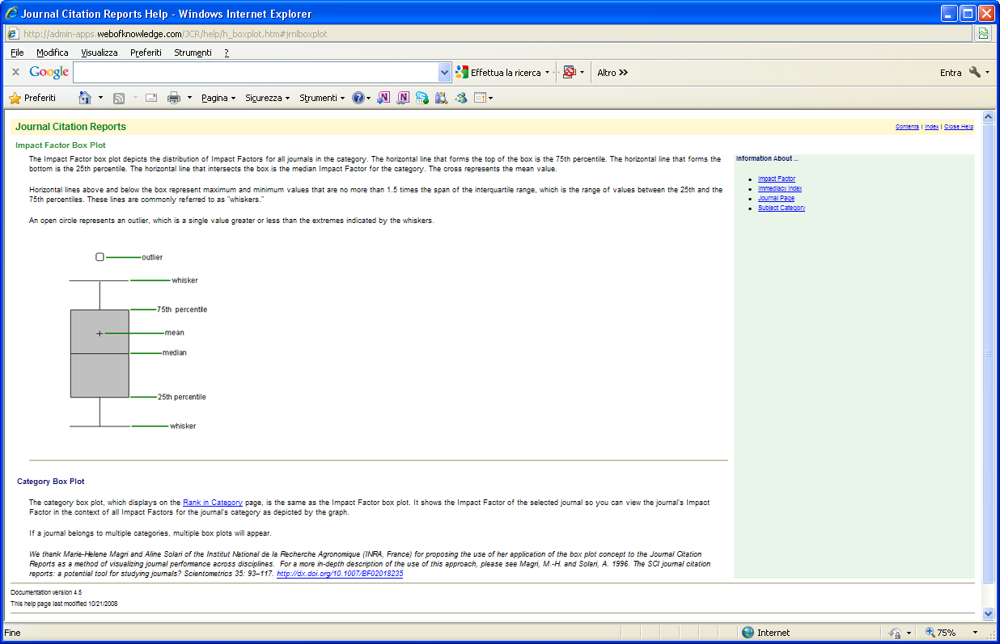 Journal Citation Reports Help - Windows Internet Explorer
http://admin-apps.webofknowledge.com/JCR/help/h_boxplot.htm#jrnlboxplot
File Modifica Visualizza Preferiti Strumenti ?
x Google Effettua la ricerca Altro >> Entra
Preferiti Pagina Sicurezza Strumenti
Journal Citation Reports
Contents | Index | Close Help
Impact Factor Box Plot
The Impact Factor box plot depicts the distribution of Impact Factors for all journals in the category. The horizontal line that forms the top of the box is the 75th percentile. The horizontal line that forms the
bottom is the 25th percentile. The horizontal line that intersects the box is the median Impact Factor for the category. The cross represents the mean value.
Horizontal lines above and below the box represent maximum and minimum values that are no more than 1.5 times the span of the interquartile range, which is the range of values between the 25th and the
75th percentiles. These lines are commonly referred to as "whiskers."
An open circle represents an outlier, which is a single value greater or less than the extremes indicated by the whiskers.
Information About ...
Impact Factor
Immediacy Index
Journal Page
Subject Category
outlier
whisker
75th percentile
mean
median
25th percentile
whisker
Category Box Plot
The category box plot, which displays on the Rank in Category page, is the same as the Impact Factor box plot. It shows the Impact Factor of the selected journal so you can view the journal's Impact
Factor in the context of all Impact Factors for the journal's category as depicted by the graph.
If a journal belongs to multiple categories, multiple box plots will appear.
We thank Marie-Helene Magri and Aline Solari of the Institut National de la Recherche Agronomique (INRA, France) for proposing the use of her application of the box plot concept to the Journal Citation
Reports as a method of visualizing journal performance across disciplines. For a more in-depth description of the use of this approach, please see Magri, M.-H. and Solari, A. 1996. The SCI journal citation
reports: a potential tool for studying journals? Scientometrics 35: 93–117. http://dx.doi.org/10.1007/BF02018235
Documentation version 4.5
This help page last modified 10/21/2008
Fine Internet 75%